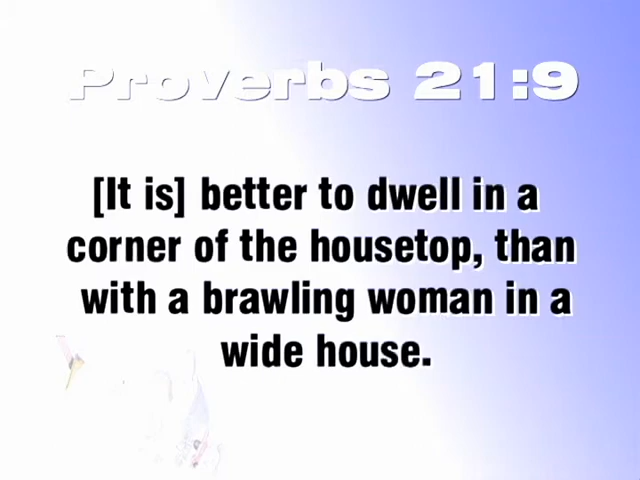 Proverbs 21:9
[It is] better to dwell in a
corner of the housetop, than
with a brawling woman in a
wide house.